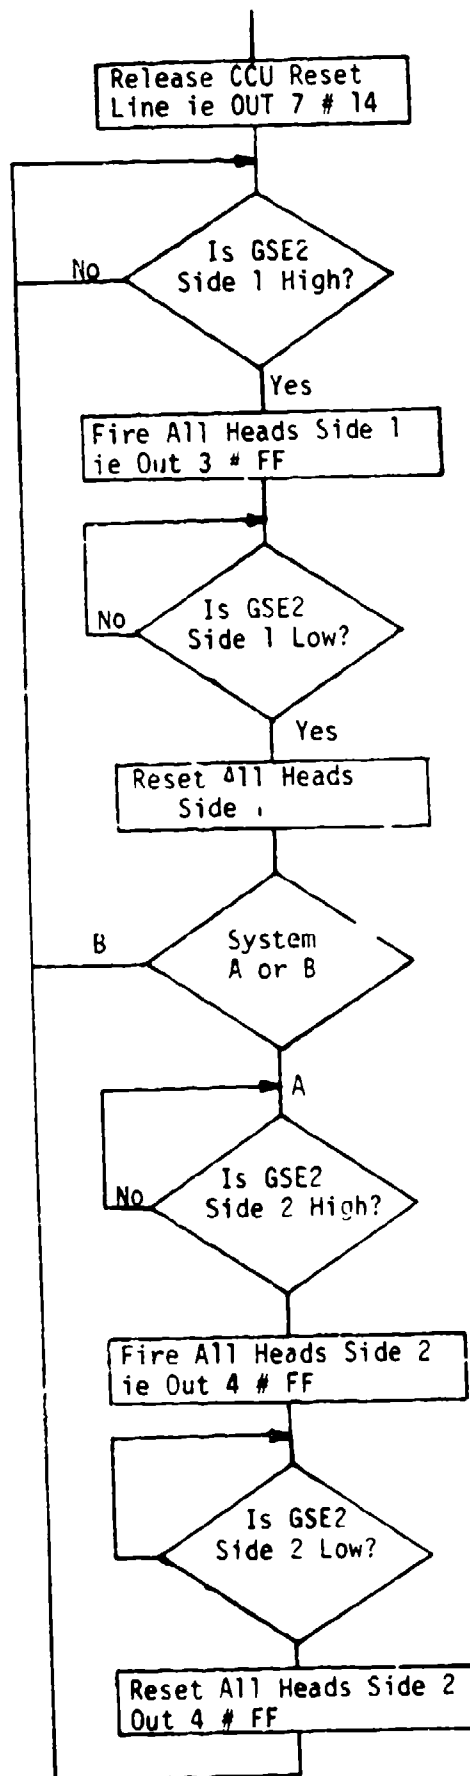 Release CCU Reset
Line ie OUT 7 # 14
Is GSE2
Side 1 High?
No
Yes
Fire All Heads Side 1
ie Out 3 # FF
Is GSE2
Side 1 Low?
No
Yes
Reset All Heads
Side
System
A or B
B
A
Is GSE2
Side 2 High?
No
Fire All Heads Side 2
ie Out 4 # FF
Is GSE2
Side 2 Low?
Reset All Heads Side 2
Out 4 # FF